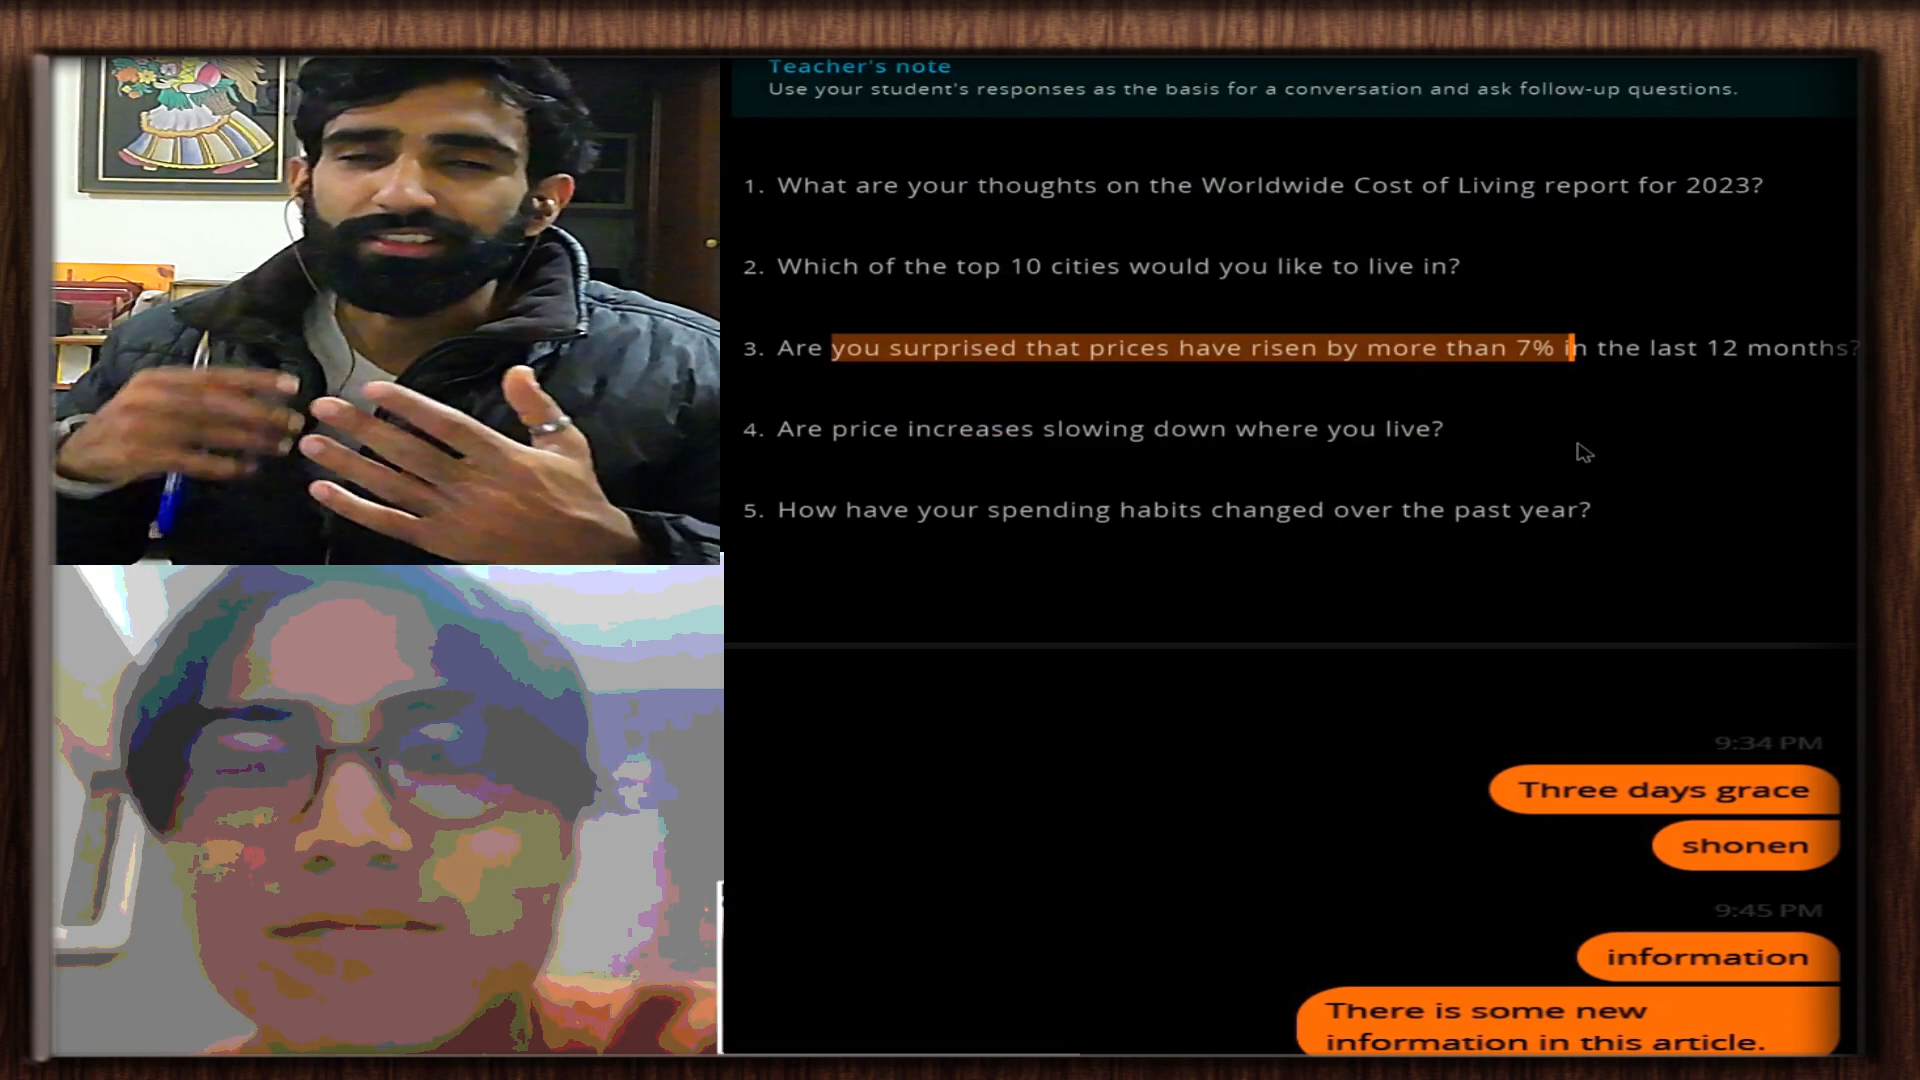 Teacher's note
Use your student's responses as the basis for a conversation and ask follow-up questions.
1. What are your thoughts on the Worldwide Cost of Living report for 2023?
2. Which of the top 10 cities would you like to live in?
3. Are you surprised that prices have risen by more than 7% in the last 12 months?
4. Are price increases slowing down where you live?
5. How have your spending habits changed over the past year?
9:34 PM
Three days grace
shonen
9:45 PM
information
There is some new
information in this article.